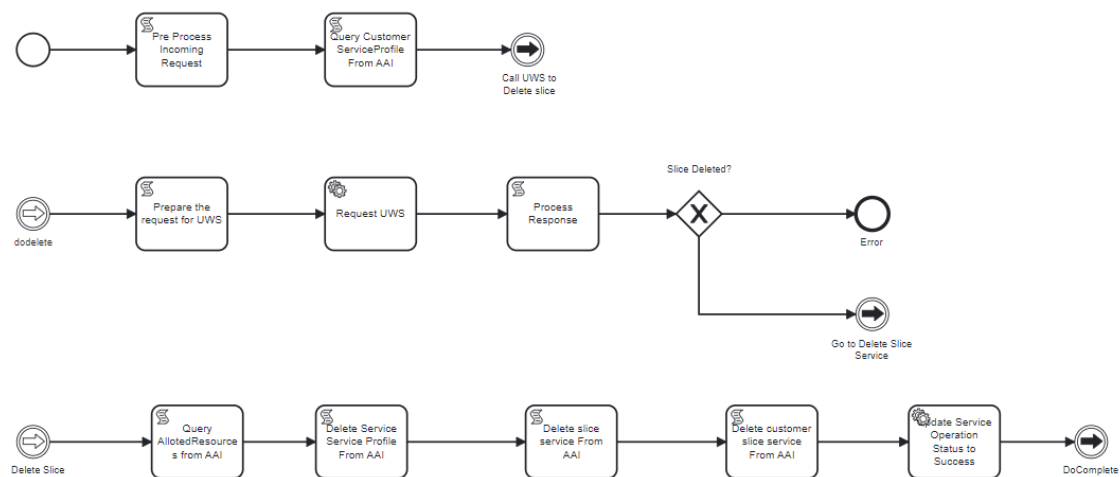 Pre Process
Incoming
Request
Query Customer
ServiceProfile
From AAI
Call UWS to
Delete slice
Slice Deleted?
dodelete
Prepare the
request for UWS
Request UWS
Process
Response
X
Error
Go to Delete Slice
Service
Delete Slice
Query
AllotedResource
s from AAI
Delete Service
Service Profile
From AAI
Delete slice
service From
AAI
Delete customer
slice service
From AAI
Update Service
Operation
Status to
Success
DoComplete